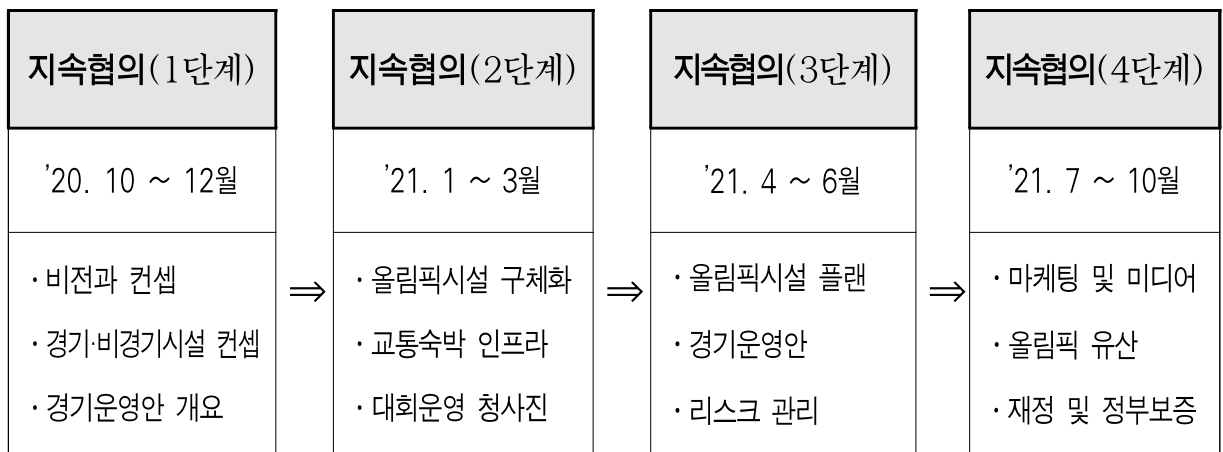 지속협의(1단계)
'20. 10 ~ 12월
· 비전과 컨셉
· 경기·비경기시설 컨셉
· 경기운영안 개요
⇒
지속협의(2단계)
'21. 1 ~ 3월
· 올림픽시설 구체화
· 교통숙박 인프라
· 대회운영 청사진
⇒
지속협의(3단계)
'21. 4 ~ 6월
· 올림픽시설 플랜
· 경기운영안
· 리스크 관리
⇒
지속협의(4단계)
'21. 7 ~ 10월
· 마케팅 및 미디어
· 올림픽 유산
· 재정 및 정부보증